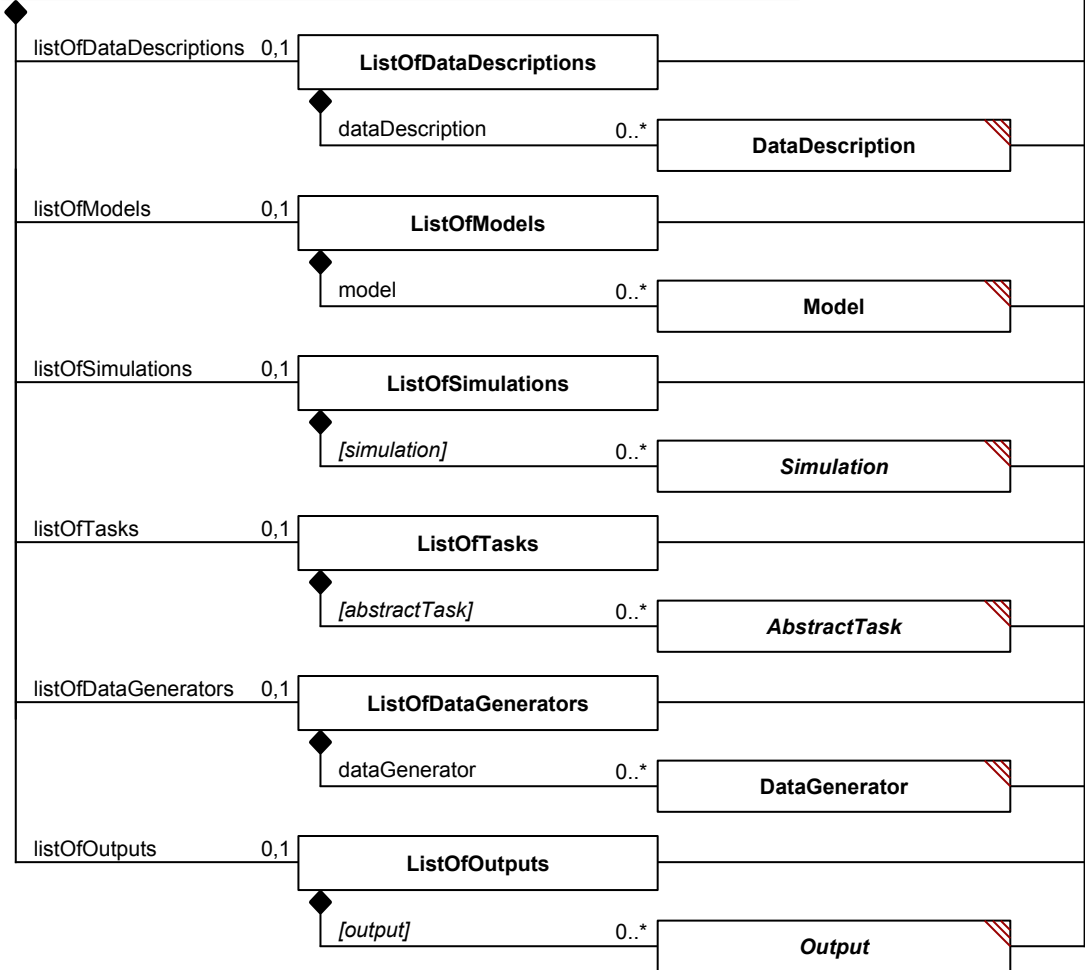 listOfDataDescriptions 0,1
ListOfDataDescriptions
dataDescription 0..*
DataDescription
listOfModels 0,1
ListOfModels
model 0..*
Model
listOfSimulations 0,1
ListOfSimulations
[simulation] 0..*
Simulation
listOfTasks 0,1
ListOfTasks
[abstractTask] 0..*
AbstractTask
listOfDataGenerators 0,1
ListOfDataGenerators
dataGenerator 0..*
DataGenerator
listOfOutputs 0,1
ListOfOutputs
[output] 0..*
Output